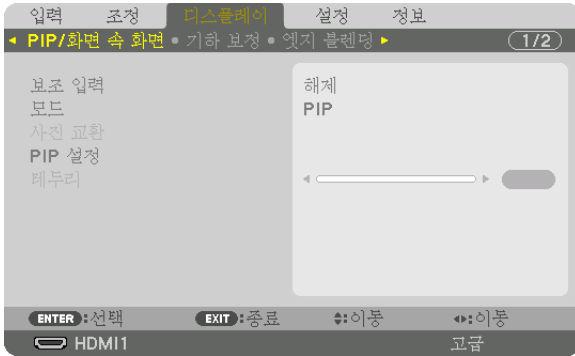 입력 조정 디스플레이 설정 정보
PIP/화면 속 화면 • 기하 보정 • 엣지 블렌딩 1/2
보조 입력 해제
모드 PIP
사진 교환
PIP 설정
테두리
ENTER:선택 EXIT:종료 :이동 :이동
HDMI1 고급